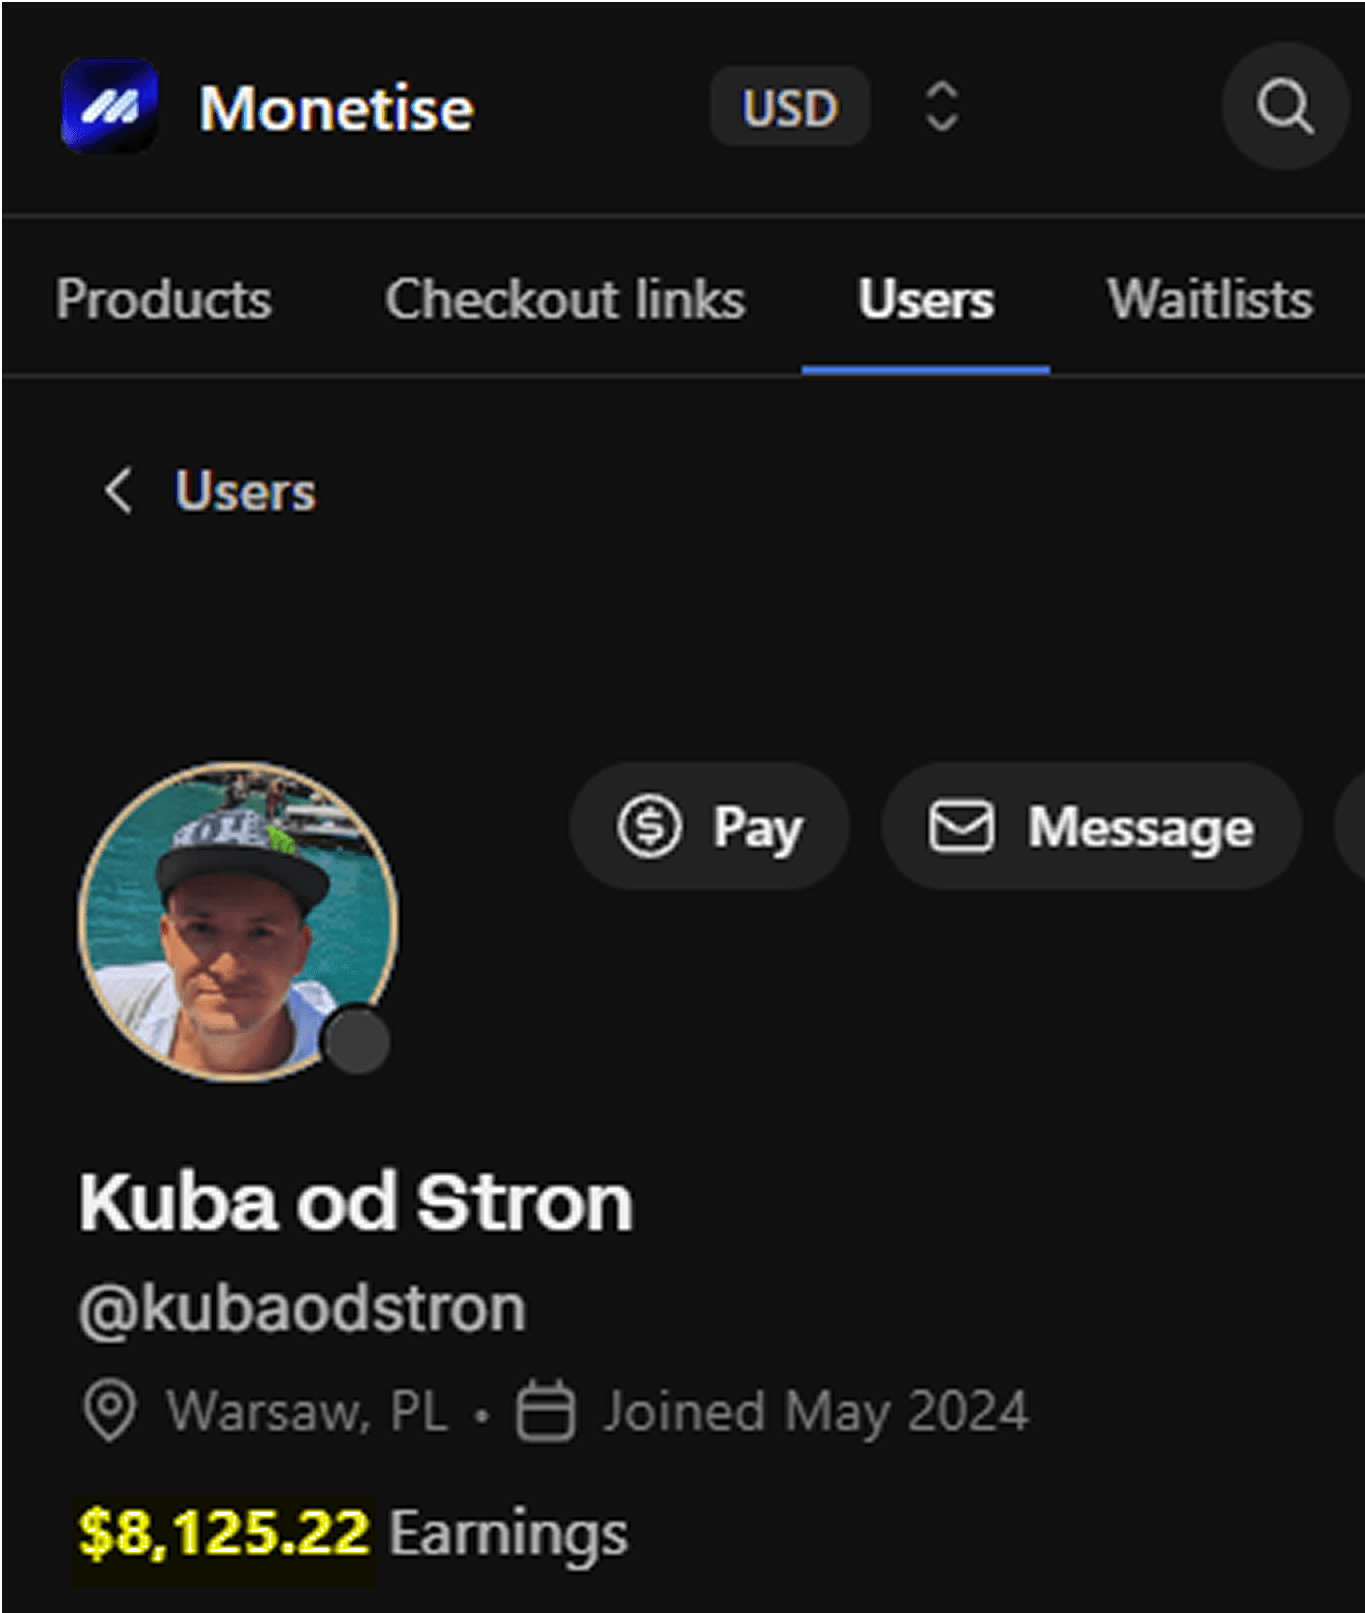 Monetise USD
Products Checkout links Users Waitlists
Users
Pay Message
Kuba od Stron
@kubaodstron
Warsaw, PL • Joined May 2024
$8,125.22 Earnings